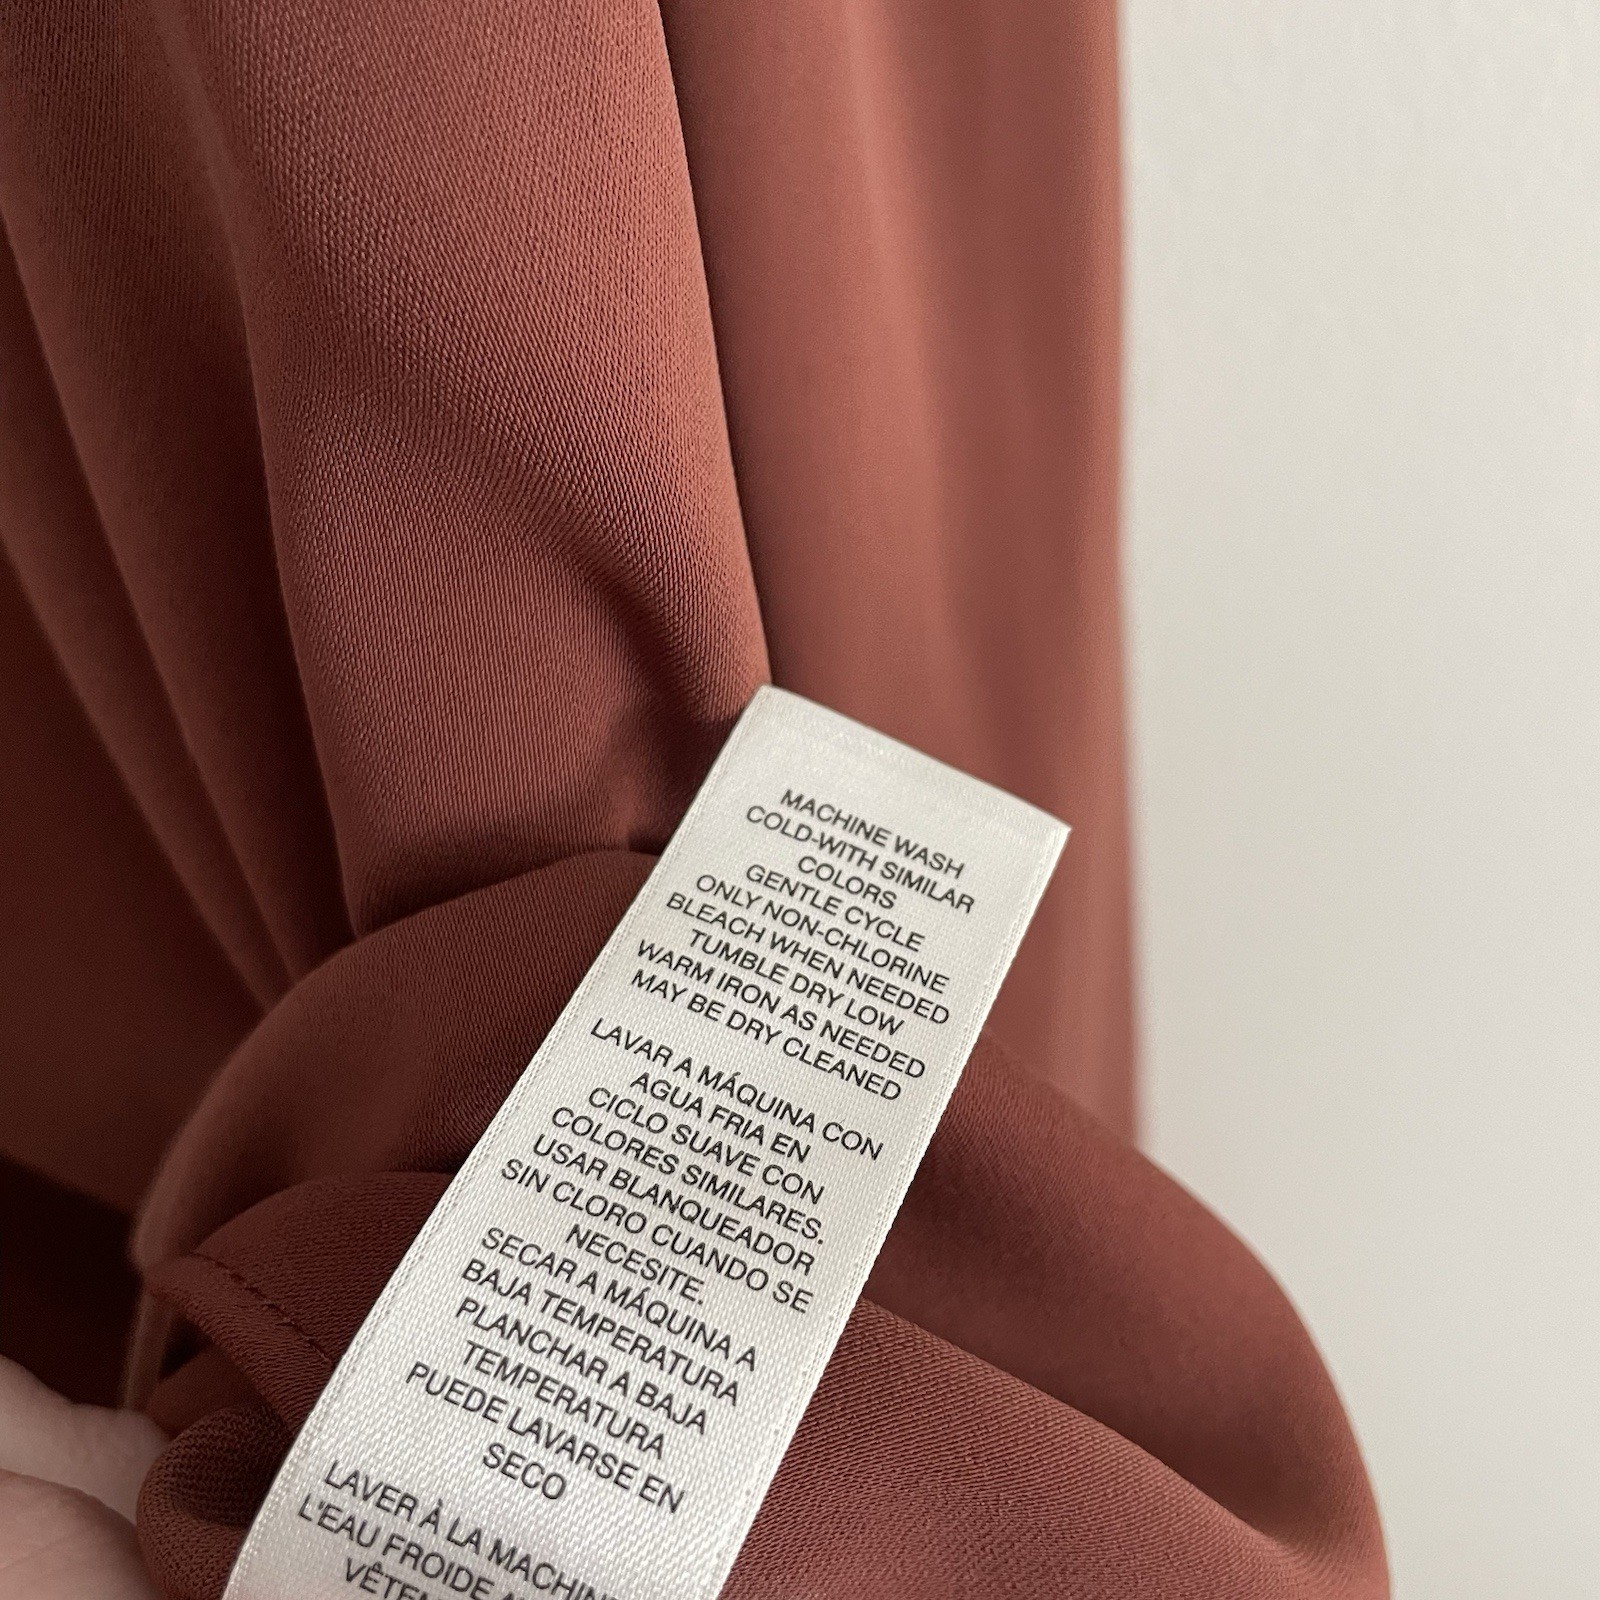 MACHINE WASH
COLD-WITH SIMILAR
COLORS
GENTLE CYCLE
ONLY NON-CHLORINE
BLEACH WHEN NEEDED
TUMBLE DRY LOW
WARM IRON AS NEEDED
MAY BE DRY CLEANED
LAVAR A MÁQUINA CON
AGUA FRIA EN
CICLO SUAVE CON
COLORES SIMILARES.
USAR BLANQUEADOR
SIN CLORO CUANDO SE
NECESITE.
SECAR A MÁQUINA A
BAJA TEMPERATURA
PLANCHAR A BAJA
TEMPERATURA
PUEDE LAVARSE EN
SECO
LAVER À LA MACHINE
L'EAU FROIDE